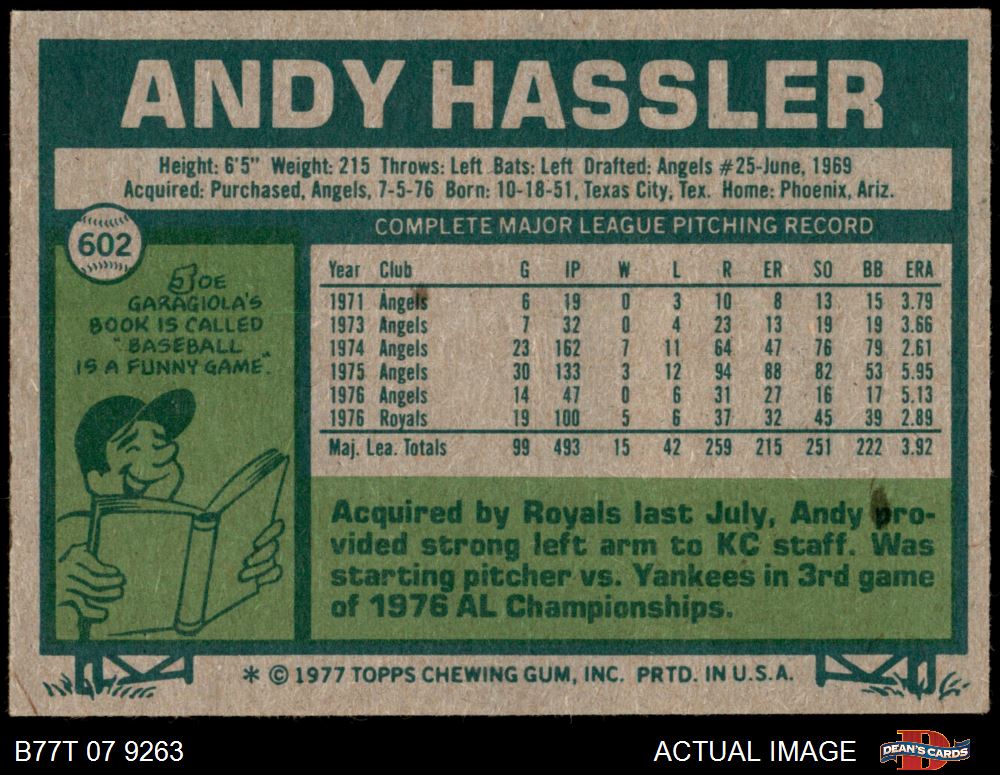 ANDY HASSLER
Height: 6'5" Weight: 215 Throws: Left Bats: Left Drafted: Angels #25-June, 1969
Acquired: Purchased, Angels, 7-5-76 Born: 10-18-51, Texas City, Tex. Home: Phoenix, Ariz.
602
JOE
GARAGIOLA'S
BOOK IS CALLED
"BASEBALL
IS A FUNNY GAME."
COMPLETE MAJOR LEAGUE PITCHING RECORD
Year Club G IP W L R ER SO BB ERA
1971 Angels 6 19 0 3 10 8 13 15 3.79
1973 Angels 7 32 0 4 23 13 19 19 3.66
1974 Angels 23 162 7 11 64 47 76 79 2.61
1975 Angels 30 133 3 12 94 88 82 53 5.95
1976 Angels 14 47 0 6 31 27 16 17 5.13
1976 Royals 19 100 5 6 37 32 45 39 2.89
Maj. Lea. Totals 99 493 15 42 259 215 251 222 3.92
Acquired by Royals last July, Andy pro-
vided strong left arm to KC staff. Was
starting pitcher vs. Yankees in 3rd game
of 1976 AL Championships.
* © 1977 TOPPS CHEWING GUM, INC. PRTD. IN U.S.A.
B77T 07 9263 ACTUAL IMAGE D DEAN'S CARDS